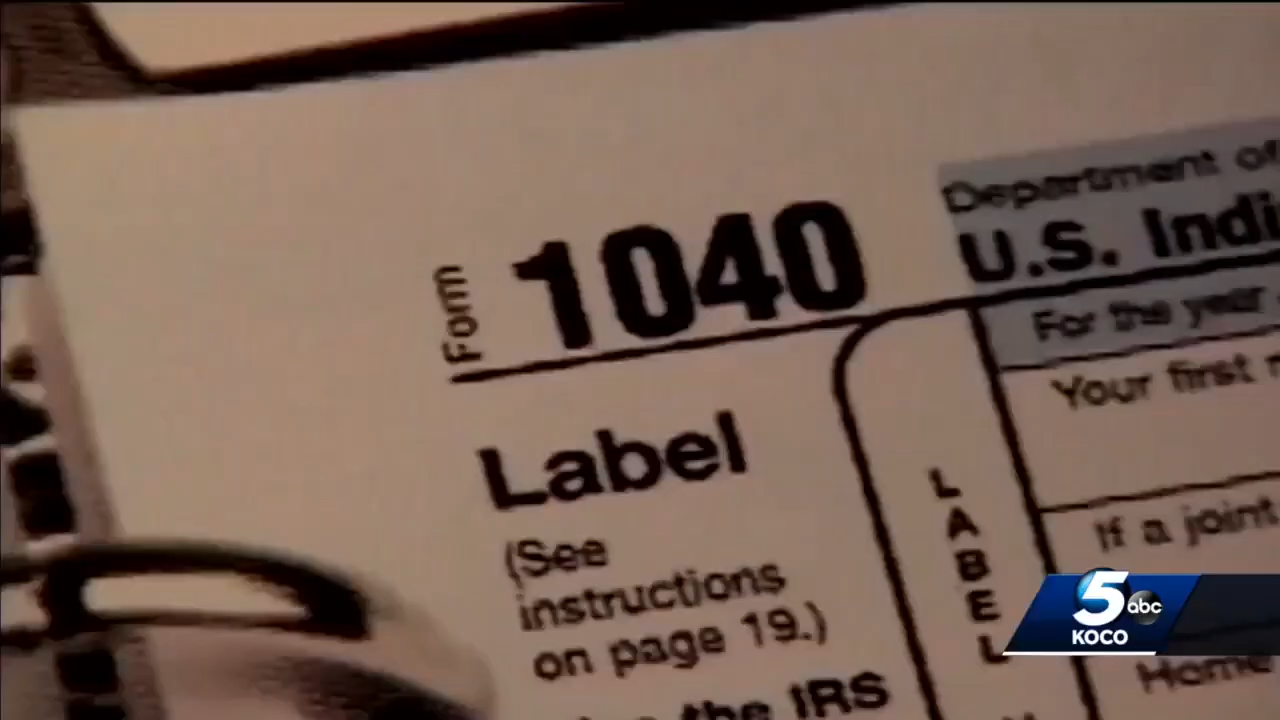 Department of
Form 1040
U.S. Indi
For the year
Your first
Label
(See
instructions
on page 19.)
the IRS
LABEL
If a joint
Home
5 abc
KOCO